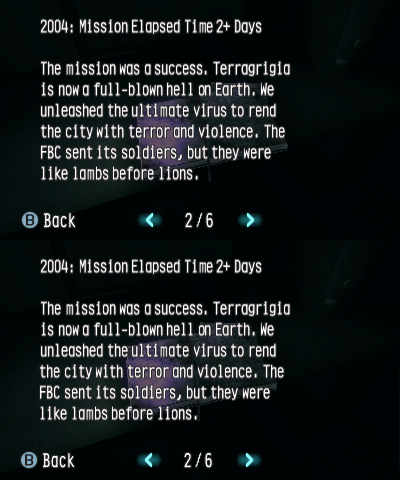 2004: Mission Elapsed Time 2+ Days
The mission was a success. Terragrigia
is now a full-blown hell on Earth. We
unleashed the ultimate virus to rend
the city with terror and violence. The
FBC sent its soldiers, but they were
like lambs before lions.
B Back
2/6
2004: Mission Elapsed Time 2+ Days
The mission was a success. Terragrigia
is now a full-blown hell on Earth. We
unleashed the ultimate virus to rend
the city with terror and violence. The
FBC sent its soldiers, but they were
like lambs before lions.
B Back
2/6